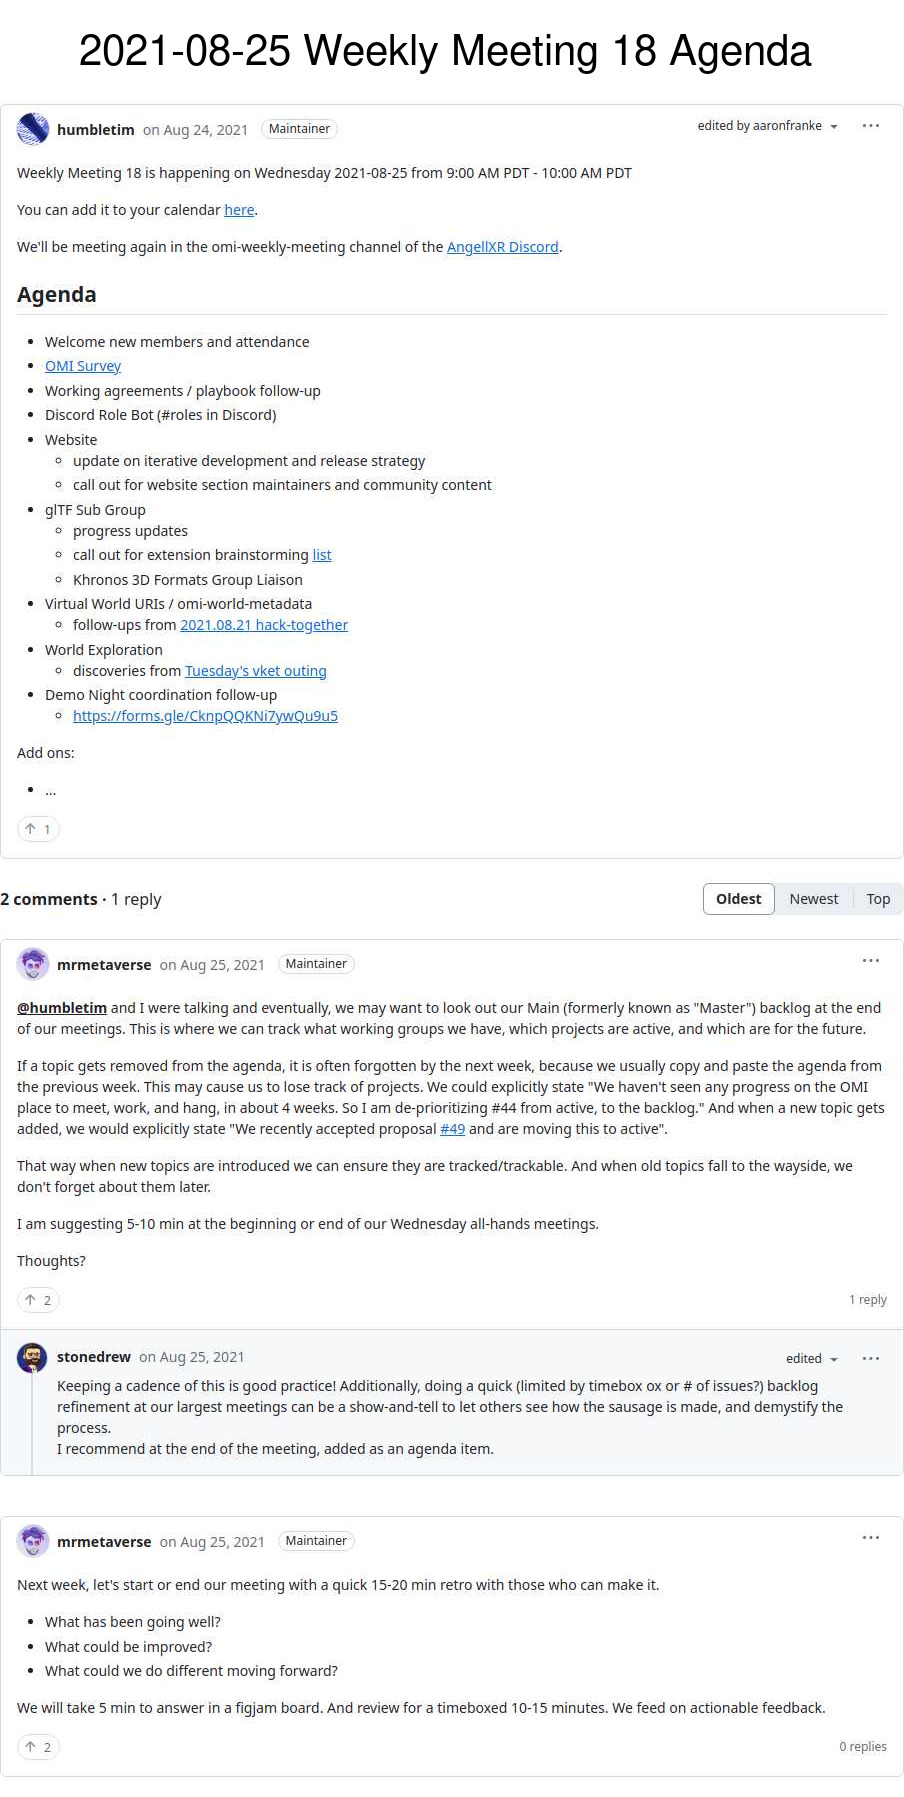 2021-08-25 Weekly Meeting 18 Agenda
humbletim on Aug 24, 2021 Maintainer edited by aaronfranke ...
Weekly Meeting 18 is happening on Wednesday 2021-08-25 from 9:00 AM PDT - 10:00 AM PDT
You can add it to your calendar here.
We'll be meeting again in the omi-weekly-meeting channel of the AngellXR Discord.
Agenda
• Welcome new members and attendance
• OMI Survey
• Working agreements / playbook follow-up
• Discord Role Bot (#roles in Discord)
• Website
◦ update on iterative development and release strategy
◦ call out for website section maintainers and community content
• glTF Sub Group
◦ progress updates
◦ call out for extension brainstorming list
◦ Khronos 3D Formats Group Liaison
• Virtual World URIs / omi-world-metadata
◦ follow-ups from 2021.08.21 hack-together
• World Exploration
◦ discoveries from Tuesday's vket outing
• Demo Night coordination follow-up
◦ https://forms.gle/CknpQQKNi7ywQu9u5
Add ons:
• ...
↑ 1
2 comments · 1 reply Oldest Newest Top
mrmetaverse on Aug 25, 2021 Maintainer ...
@humbletim and I were talking and eventually, we may want to look out our Main (formerly known as "Master") backlog at the end
of our meetings. This is where we can track what working groups we have, which projects are active, and which are for the future.
If a topic gets removed from the agenda, it is often forgotten by the next week, because we usually copy and paste the agenda from
the previous week. This may cause us to lose track of projects. We could explicitly state "We haven't seen any progress on the OMI
place to meet, work, and hang, in about 4 weeks. So I am de-prioritizing #44 from active, to the backlog." And when a new topic gets
added, we would explicitly state "We recently accepted proposal #49 and are moving this to active".
That way when new topics are introduced we can ensure they are tracked/trackable. And when old topics fall to the wayside, we
don't forget about them later.
I am suggesting 5-10 min at the beginning or end of our Wednesday all-hands meetings.
Thoughts?
↑ 2 1 reply
stonedrew on Aug 25, 2021 edited ...
Keeping a cadence of this is good practice! Additionally, doing a quick (limited by timebox ox or # of issues?) backlog
refinement at our largest meetings can be a show-and-tell to let others see how the sausage is made, and demystify the
process.
I recommend at the end of the meeting, added as an agenda item.
mrmetaverse on Aug 25, 2021 Maintainer ...
Next week, let's start or end our meeting with a quick 15-20 min retro with those who can make it.
• What has been going well?
• What could be improved?
• What could we do different moving forward?
We will take 5 min to answer in a figjam board. And review for a timeboxed 10-15 minutes. We feed on actionable feedback.
↑ 2 0 replies